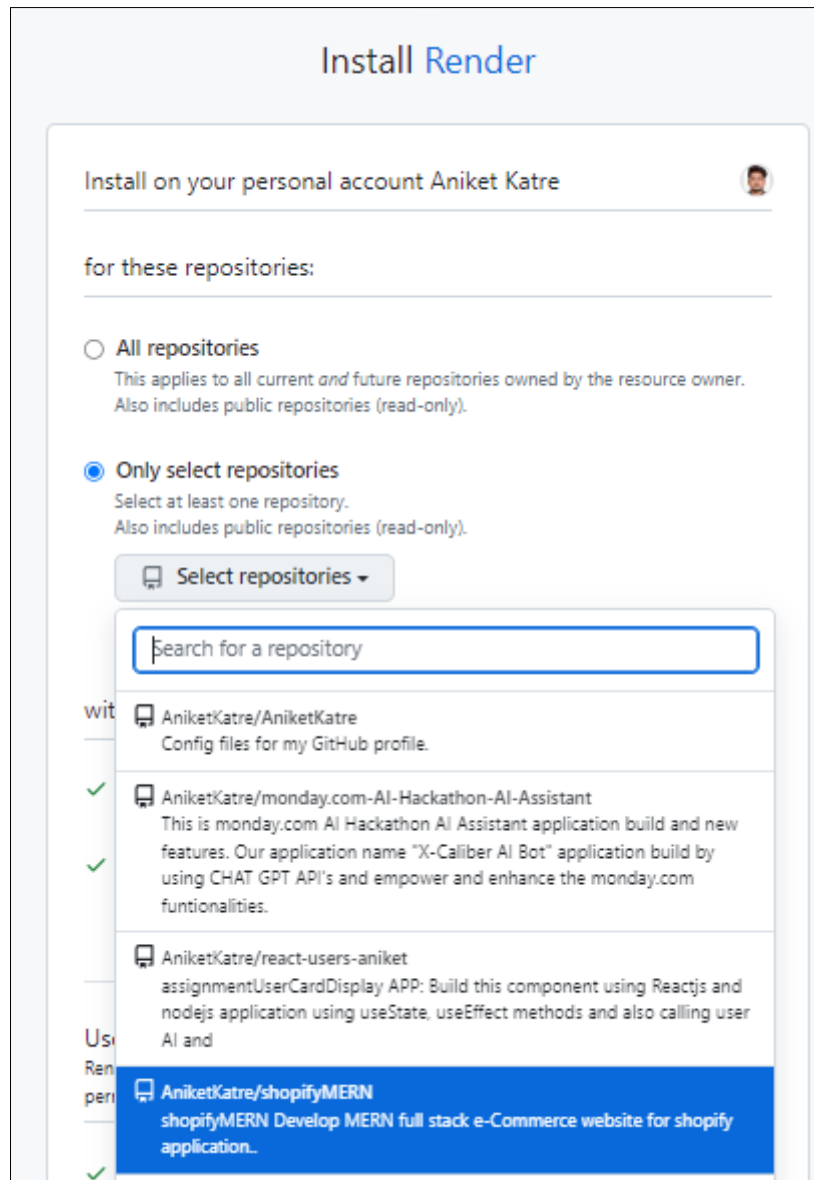 Install Render
Install on your personal account Aniket Katre
for these repositories:
All repositories
This applies to all current and future repositories owned by the resource owner.
Also includes public repositories (read-only).
Only select repositories
Select at least one repository.
Also includes public repositories (read-only).
Select repositories
Search for a repository
AniketKatre/AniketKatre
Config files for my GitHub profile.
AniketKatre/monday.com-AI-Hackathon-AI-Assistant
This is monday.com AI Hackathon AI Assistant application build and new
features. Our application name "X-Caliber AI Bot" application build by
using CHAT GPT API's and empower and enhance the monday.com
funtionalities.
AniketKatre/react-users-aniket
assignmentUserCardDisplay APP: Build this component using Reactjs and
nodejs application using useState, useEffect methods and also calling user
AI and
AniketKatre/shopifyMERN
shopifyMERN Develop MERN full stack e-Commerce website for shopify
application..